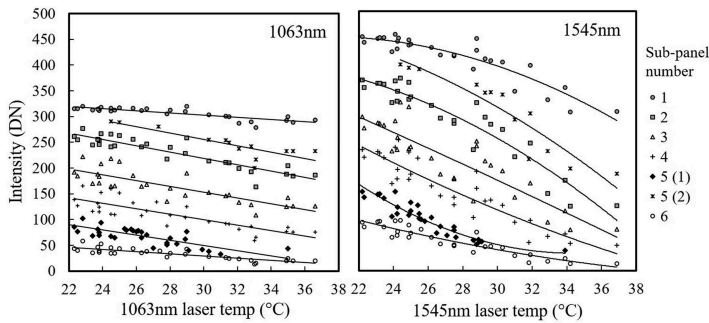 1063nm
1545nm
Intensity (DN)
500
450
400
350
300
250
200
150
100
50
0
22 24 26 28 30 32 34 36 38
22 24 26 28 30 32 34 36 38
1063nm laser temp (°C)
1545nm laser temp (°C)
Sub-panel
number
1
2
3
4
5 (1)
5 (2)
6